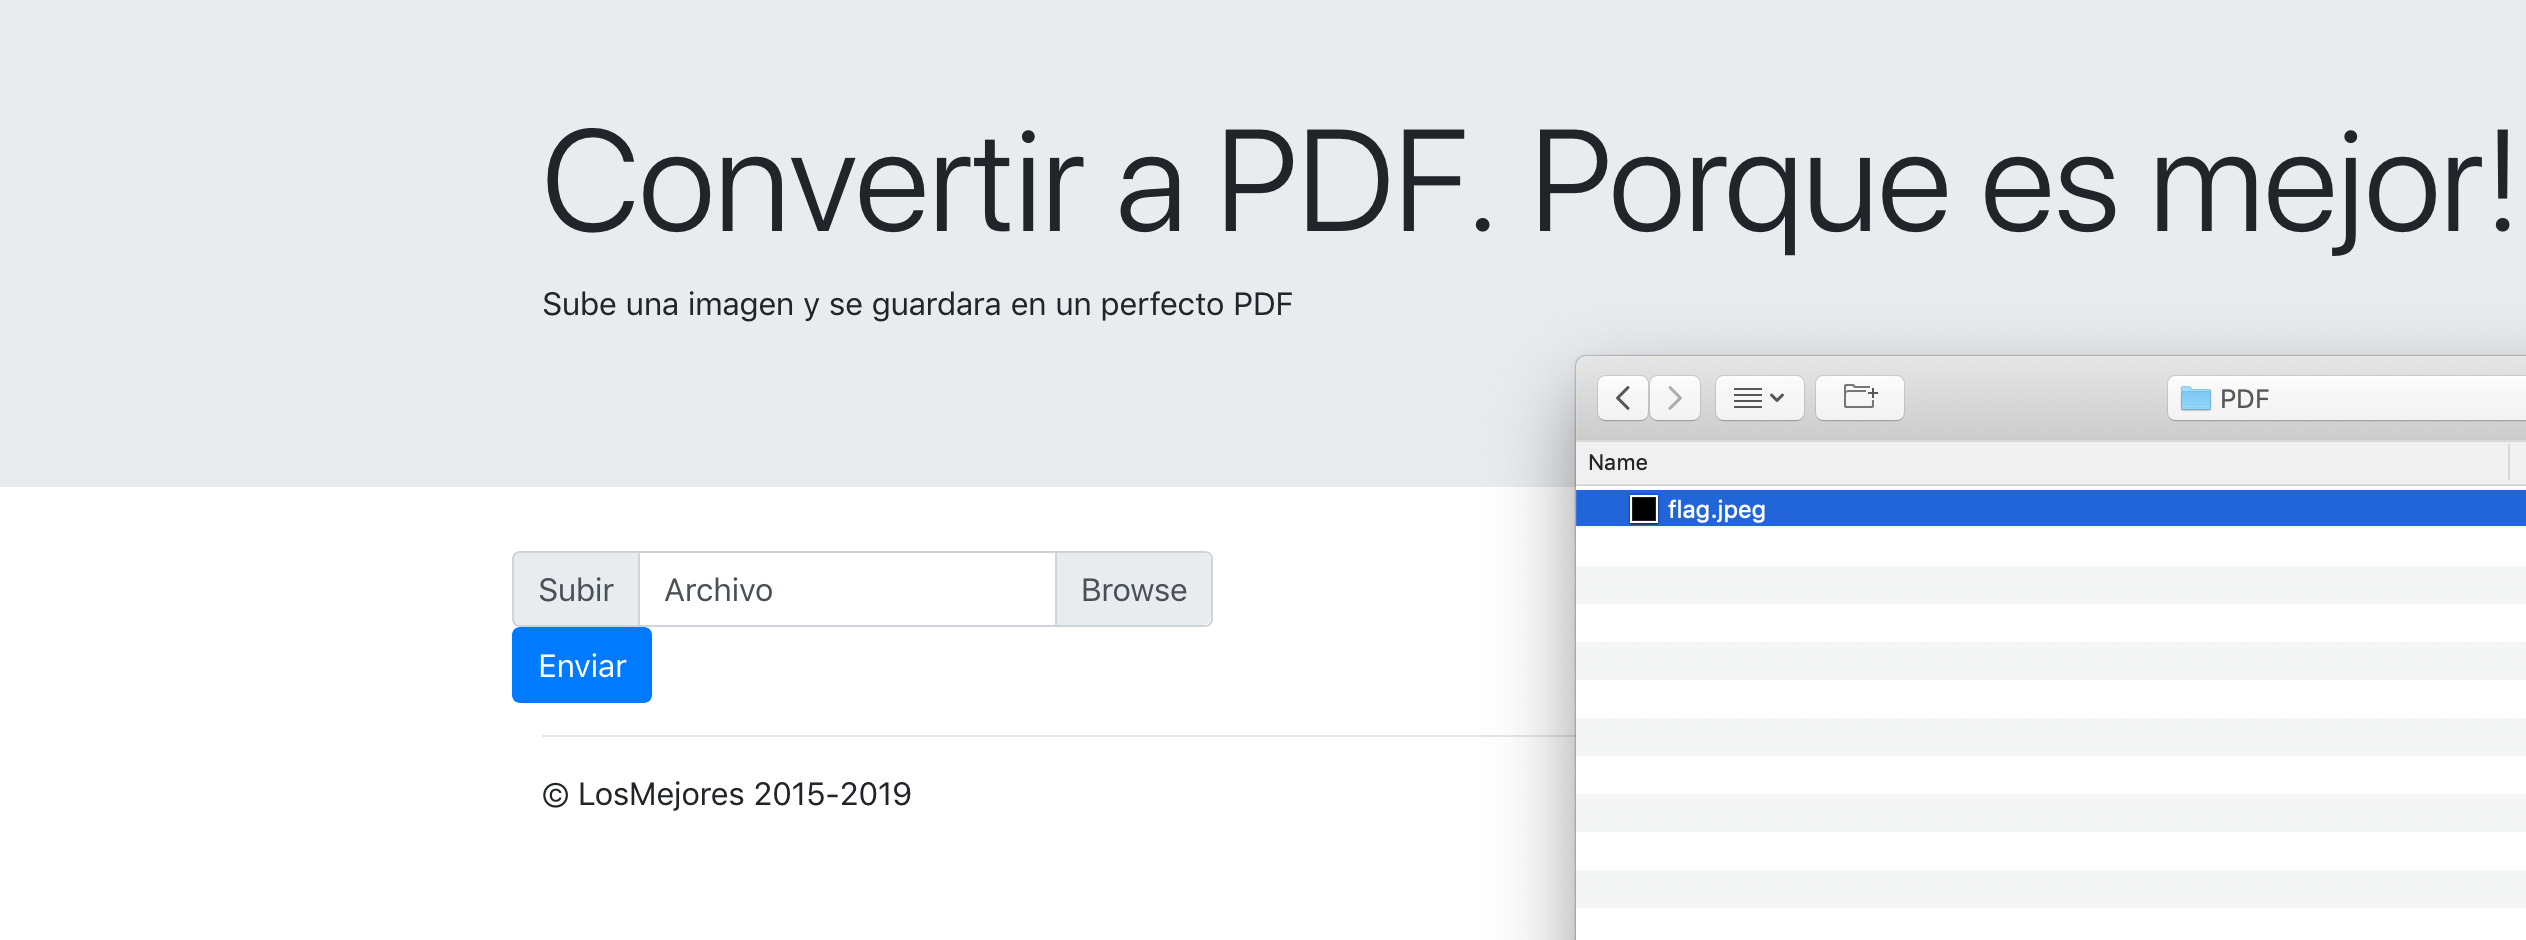 Convertir a PDF. Porque es mejor!
Sube una imagen y se guardara en un perfecto PDF
PDF
Name
flag.jpeg
Subir Archivo Browse
Enviar
© LosMejores 2015-2019